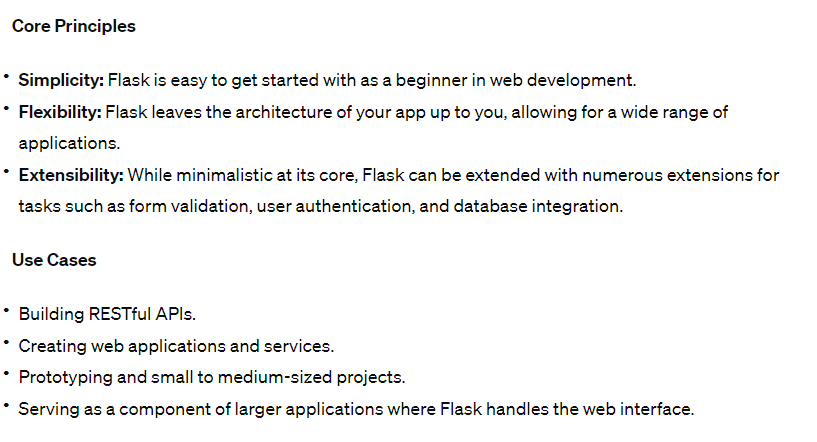 Core Principles
• Simplicity: Flask is easy to get started with as a beginner in web development.
• Flexibility: Flask leaves the architecture of your app up to you, allowing for a wide range of
applications.
• Extensibility: While minimalistic at its core, Flask can be extended with numerous extensions for
tasks such as form validation, user authentication, and database integration.
Use Cases
• Building RESTful APIs.
• Creating web applications and services.
• Prototyping and small to medium-sized projects.
• Serving as a component of larger applications where Flask handles the web interface.